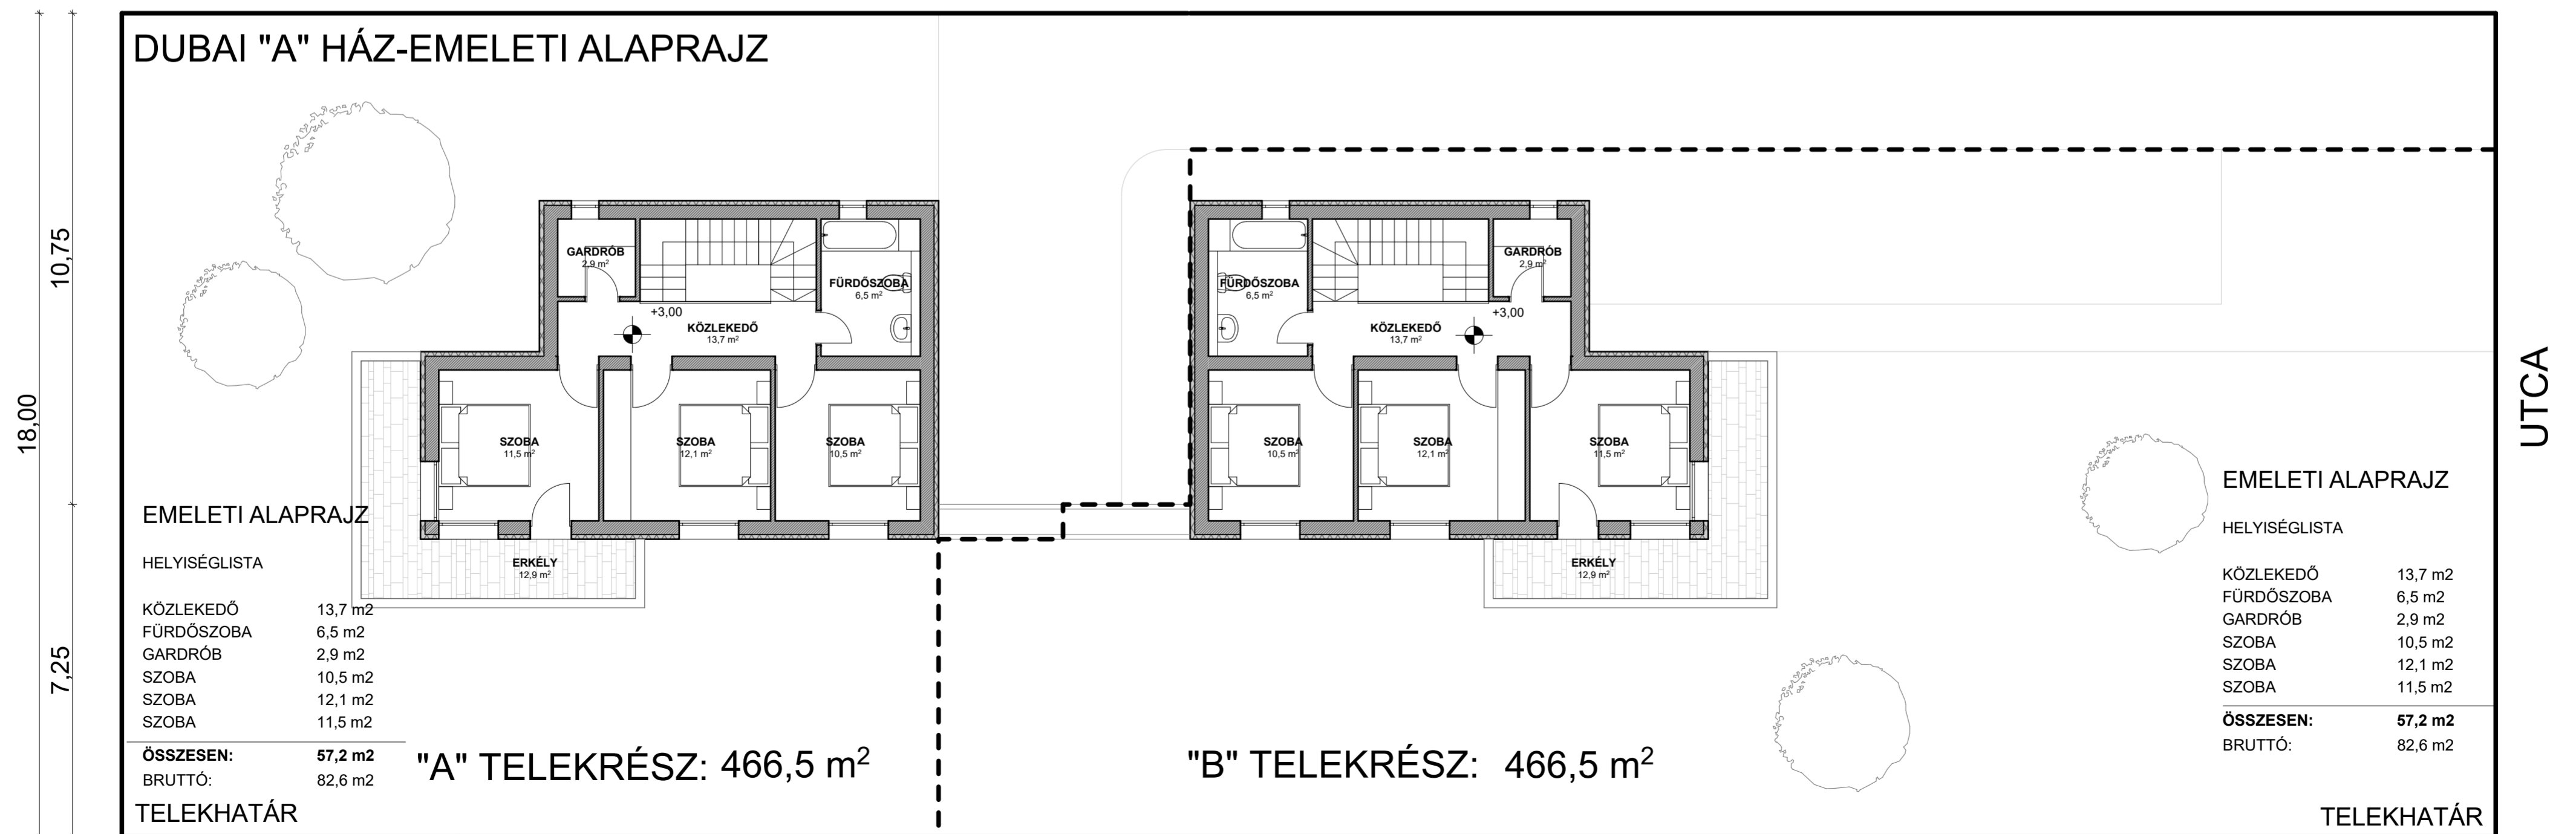 DUBAI "A" HÁZ-EMELETI ALAPRAJZ
10,75
18,00
7,25
GARDRÓB
2,9 m²
FÜRDŐSZOBA
6,5 m²
+3,00
KÖZLEKEDŐ
13,7 m²
SZOBA
11,5 m²
SZOBA
12,1 m²
SZOBA
10,5 m²
ERKÉLY
12,9 m²
FÜRDŐSZOBA
6,5 m²
GARDRÓB
2,9 m²
+3,00
KÖZLEKEDŐ
13,7 m²
SZOBA
10,5 m²
SZOBA
12,1 m²
SZOBA
11,5 m²
ERKÉLY
12,9 m²
UTCA
EMELETI ALAPRAJZ
HELYISÉGLISTA
KÖZLEKEDŐ 13,7 m2
FÜRDŐSZOBA 6,5 m2
GARDRÓB 2,9 m2
SZOBA 10,5 m2
SZOBA 12,1 m2
SZOBA 11,5 m2
ÖSSZESEN: 57,2 m2
BRUTTÓ: 82,6 m2
TELEKHATÁR
"A" TELEKRÉSZ: 466,5 m²
"B" TELEKRÉSZ: 466,5 m²
EMELETI ALAPRAJZ
HELYISÉGLISTA
KÖZLEKEDŐ 13,7 m2
FÜRDŐSZOBA 6,5 m2
GARDRÓB 2,9 m2
SZOBA 10,5 m2
SZOBA 12,1 m2
SZOBA 11,5 m2
ÖSSZESEN: 57,2 m2
BRUTTÓ: 82,6 m2
TELEKHATÁR